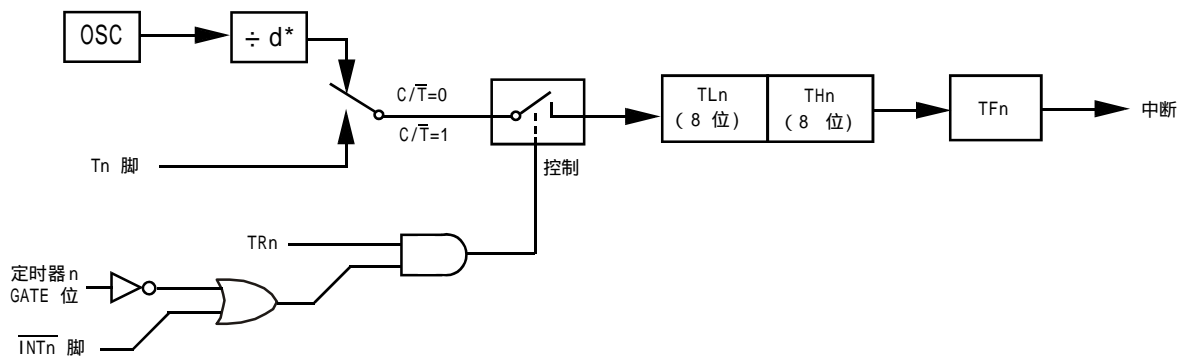 OSC
÷ d*
C/T̅=0
C/T̅=1
Tn 脚
控制
TLn
(8 位)
THn
(8 位)
TFn
中断
TRn
定时器n
GATE 位
I̅N̅T̅n̅ 脚